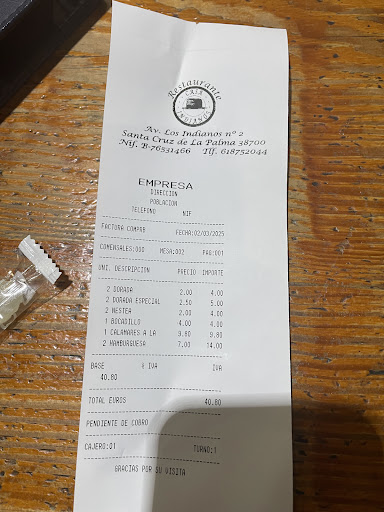 Restaurante
CASA
INDIANOS
Av. Los Indianos nº 2
Santa Cruz de La Palma 38700
Nif. B-76531466 Tlf. 618752044
EMPRESA
DIRECCION
POBLACION
TELEFONO NIF
FACTURA COMPRB FECHA:02/03/2025
COMENSALES:000 MESA:002 PAG:001
UNI. DESCRIPCION PRECIO IMPORTE
2 DORADA 2,00 4,00
2 DORADA ESPECIAL 2,50 5,00
2 NESTEA 2,00 4,00
1 BOCADILLO 4,00 4,00
1 CALAMARES A LA 9,80 9,80
2 HAMBURGUESA 7,00 14,00
BASE % IVA IVA
40,80
TOTAL EUROS 40,80
PENDIENTE DE COBRO
CAJERO:01 TURNO:1
GRACIAS POR SU VISITA